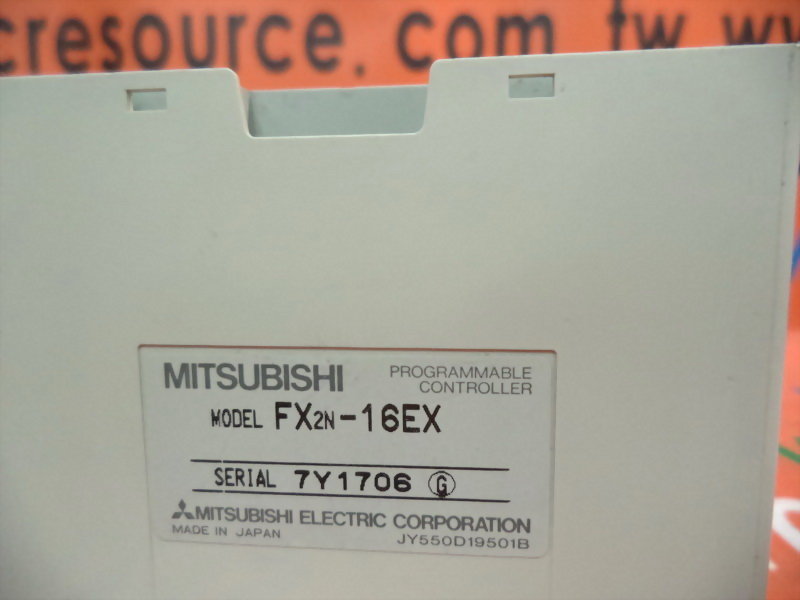 cresource.com.tw.w
MITSUBISHI PROGRAMMABLE
CONTROLLER
MODEL FX2N-16EX
SERIAL 7Y1706 G
MITSUBISHI ELECTRIC CORPORATION
MADE IN JAPAN JY550D19501B